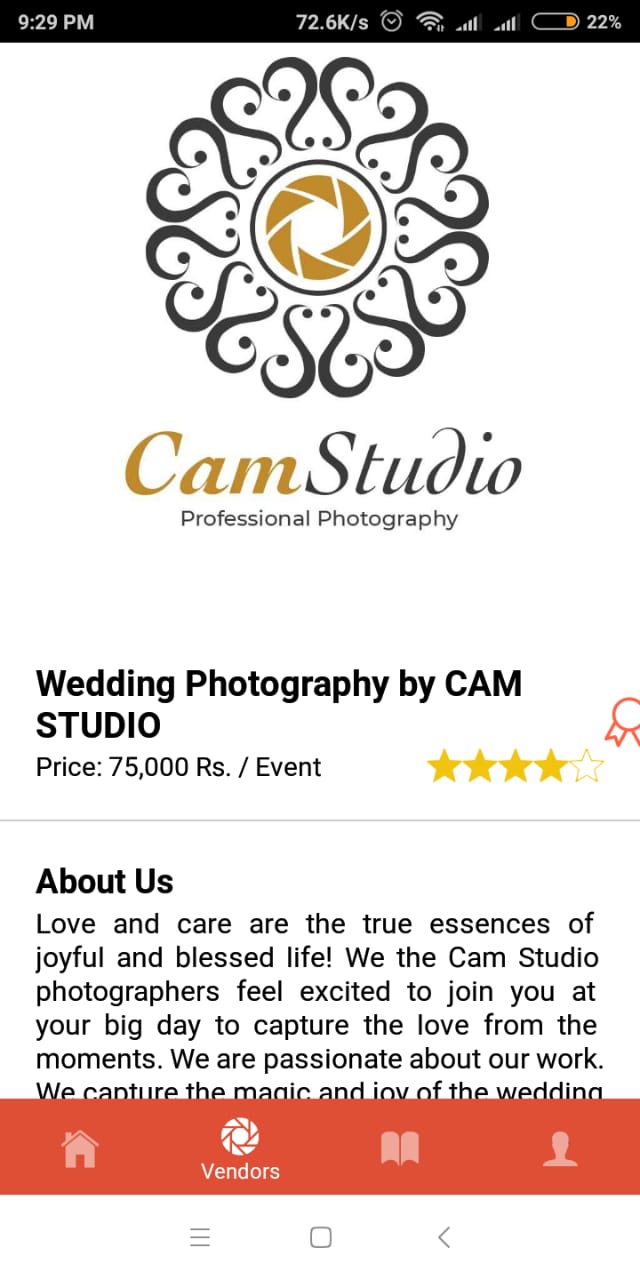 9:29 PM 72.6K/s 22%
CamStudio
Professional Photography
Wedding Photography by CAM
STUDIO
Price: 75,000 Rs. / Event
About Us
Love and care are the true essences of
joyful and blessed life! We the Cam Studio
photographers feel excited to join you at
your big day to capture the love from the
moments. We are passionate about our work.
We capture the magic and joy of the wedding
Vendors